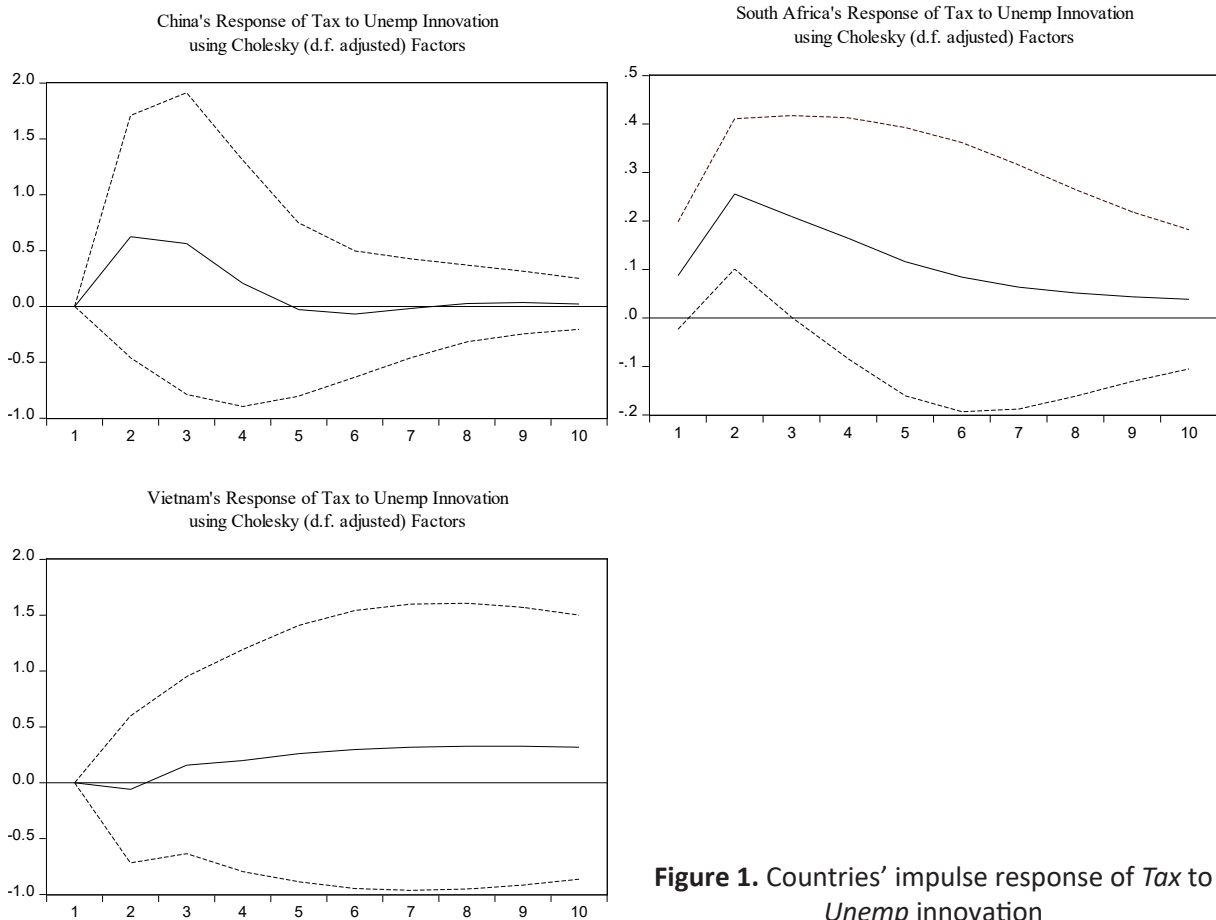 China's Response of Tax to Unemp Innovation
using Cholesky (d.f. adjusted) Factors
2.0
1.5
1.0
0.5
0.0
-0.5
-1.0
1 2 3 4 5 6 7 8 9 10
South Africa's Response of Tax to Unemp Innovation
using Cholesky (d.f. adjusted) Factors
.5
.4
.3
.2
.1
.0
-.1
-.2
1 2 3 4 5 6 7 8 9 10
Vietnam's Response of Tax to Unemp Innovation
using Cholesky (d.f. adjusted) Factors
2.0
1.5
1.0
0.5
0.0
-0.5
-1.0
1 2 3 4 5 6 7 8 9 10
Figure 1. Countries’ impulse response of Tax to
Unemp innovation